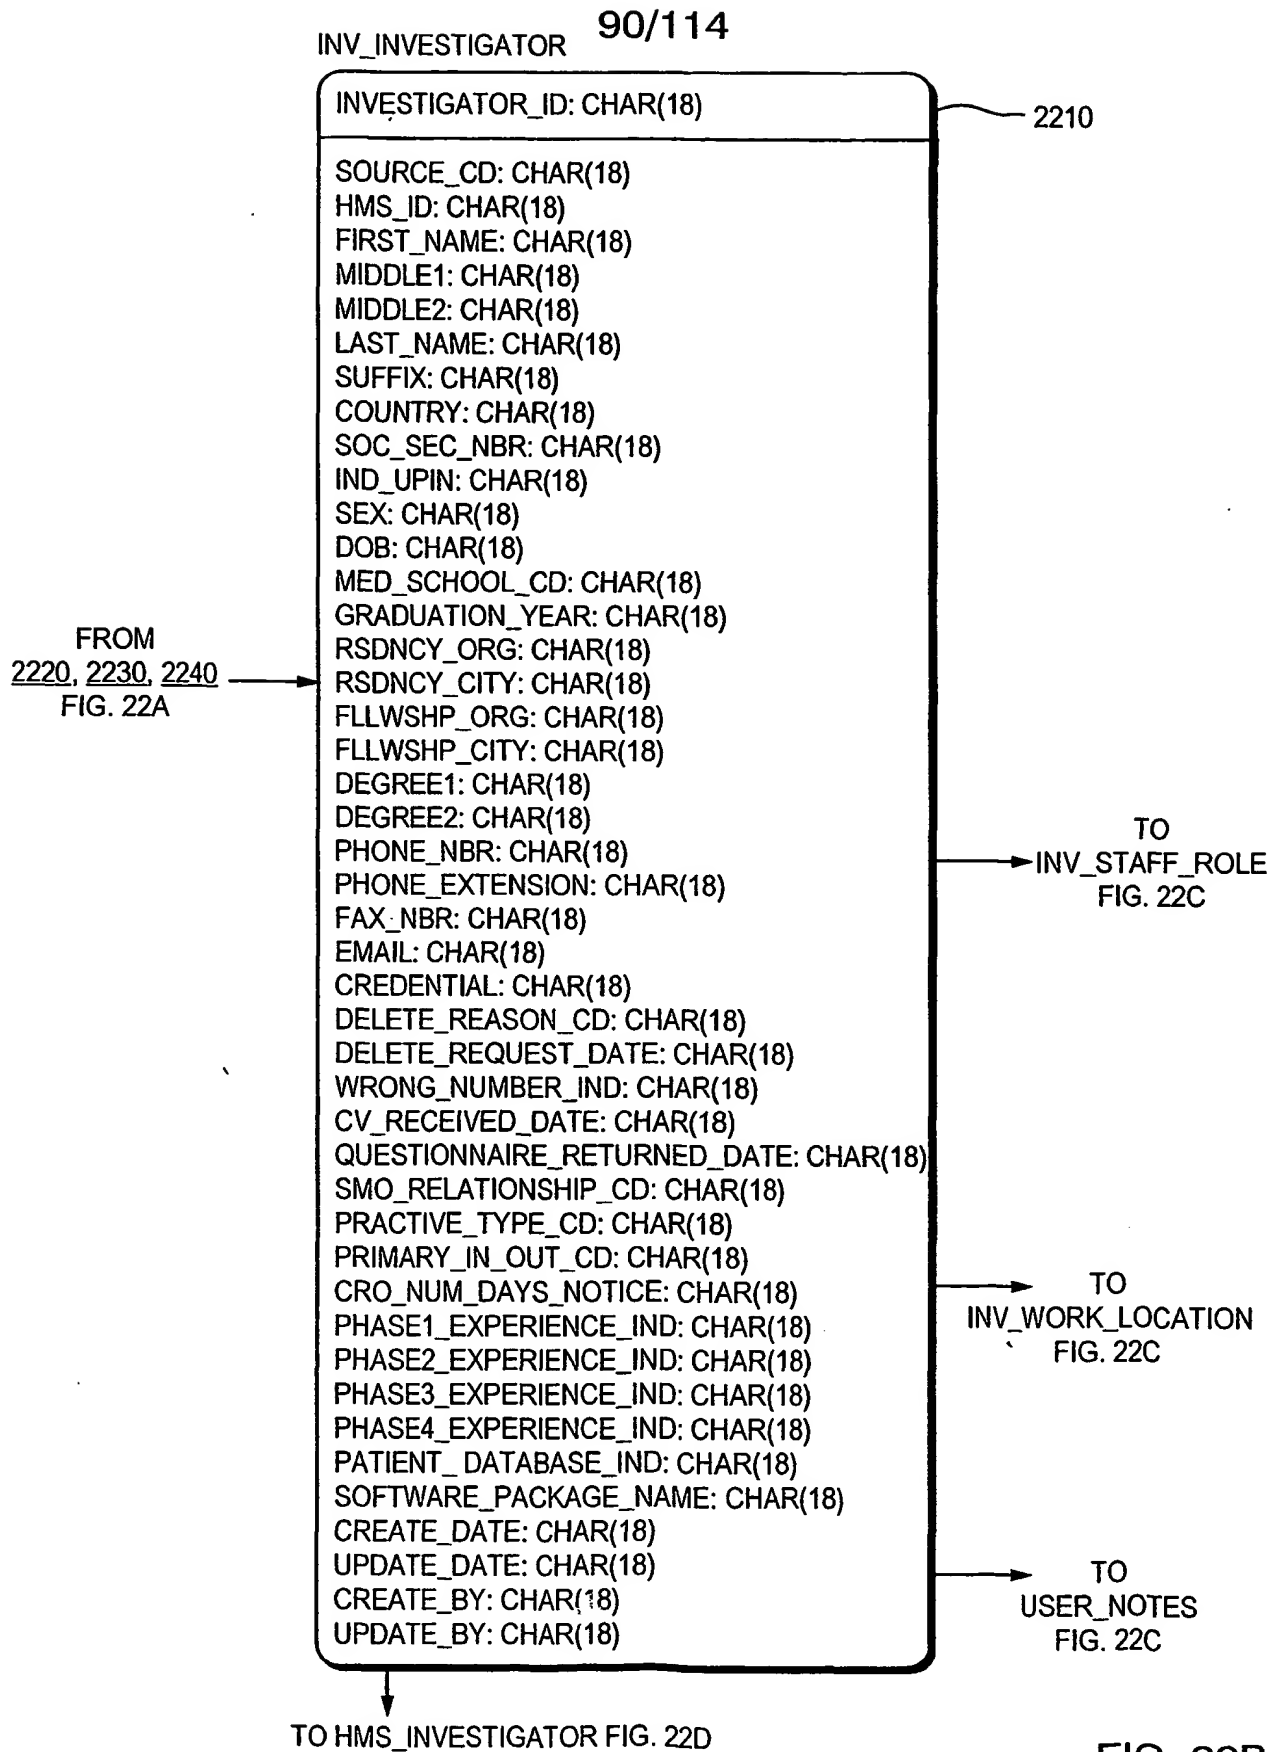 90/114
INV_INVESTIGATOR
INVESTIGATOR_ID: CHAR(18)
2210
SOURCE_CD: CHAR(18)
HMS_ID: CHAR(18)
FIRST_NAME: CHAR(18)
MIDDLE1: CHAR(18)
MIDDLE2: CHAR(18)
LAST_NAME: CHAR(18)
SUFFIX: CHAR(18)
COUNTRY: CHAR(18)
SOC_SEC_NBR: CHAR(18)
IND_UPIN: CHAR(18)
SEX: CHAR(18)
DOB: CHAR(18)
MED_SCHOOL_CD: CHAR(18)
GRADUATION_YEAR: CHAR(18)
RSDNCY_ORG: CHAR(18)
RSDNCY_CITY: CHAR(18)
FLLWSHP_ORG: CHAR(18)
FLLWSHP_CITY: CHAR(18)
DEGREE1: CHAR(18)
DEGREE2: CHAR(18)
PHONE_NBR: CHAR(18)
PHONE_EXTENSION: CHAR(18)
FAX_NBR: CHAR(18)
EMAIL: CHAR(18)
CREDENTIAL: CHAR(18)
DELETE_REASON_CD: CHAR(18)
DELETE_REQUEST_DATE: CHAR(18)
WRONG_NUMBER_IND: CHAR(18)
CV_RECEIVED_DATE: CHAR(18)
QUESTIONNAIRE_RETURNED_DATE: CHAR(18)
SMO_RELATIONSHIP_CD: CHAR(18)
PRACTIVE_TYPE_CD: CHAR(18)
PRIMARY_IN_OUT_CD: CHAR(18)
CRO_NUM_DAYS_NOTICE: CHAR(18)
PHASE1_EXPERIENCE_IND: CHAR(18)
PHASE2_EXPERIENCE_IND: CHAR(18)
PHASE3_EXPERIENCE_IND: CHAR(18)
PHASE4_EXPERIENCE_IND: CHAR(18)
PATIENT_ DATABASE_IND: CHAR(18)
SOFTWARE_PACKAGE_NAME: CHAR(18)
CREATE_DATE: CHAR(18)
UPDATE_DATE: CHAR(18)
CREATE_BY: CHAR(18)
UPDATE_BY: CHAR(18)
FROM
2220, 2230, 2240
FIG. 22A
TO
INV_STAFF_ROLE
FIG. 22C
TO
INV_WORK_LOCATION
FIG. 22C
TO
USER_NOTES
FIG. 22C
TO HMS_INVESTIGATOR FIG. 22D